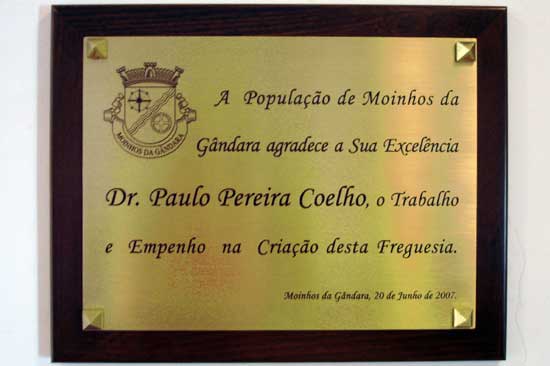 MOINHOS DA GÂNDARA
A População de Moinhos da
Gândara agradece a Sua Excelência
Dr. Paulo Pereira Coelho, o Trabalho
e Empenho na Criação desta Freguesia.
Moinhos da Gândara, 20 de Junho de 2007.